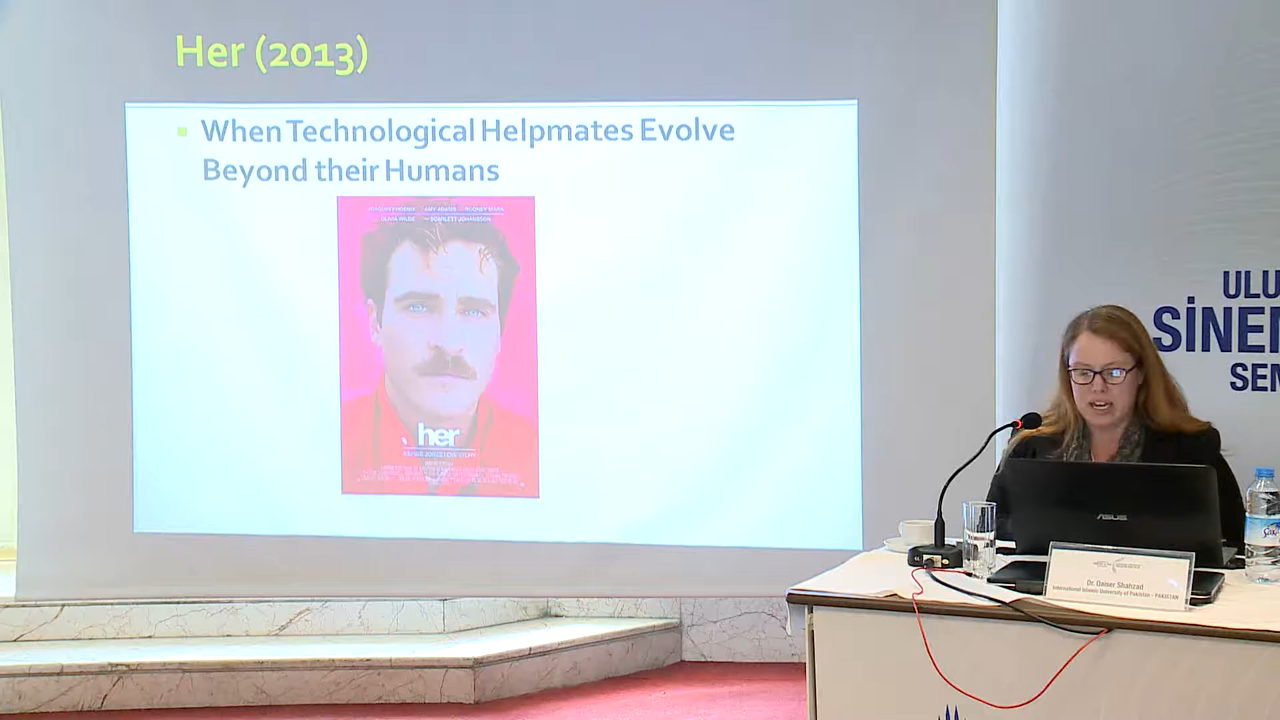 Her (2013)
When Technological Helpmates Evolve
Beyond their Humans
JOAQUIN PHOENIX AMY ADAMS ROONEY MARA
OLIVIA WILDE SCARLETT JOHANSSON
her
ULU
SİNEM
SEM
ASUS
Dr. Qaiser Shahzad
International Islamic University of Pakistan - PAKISTAN